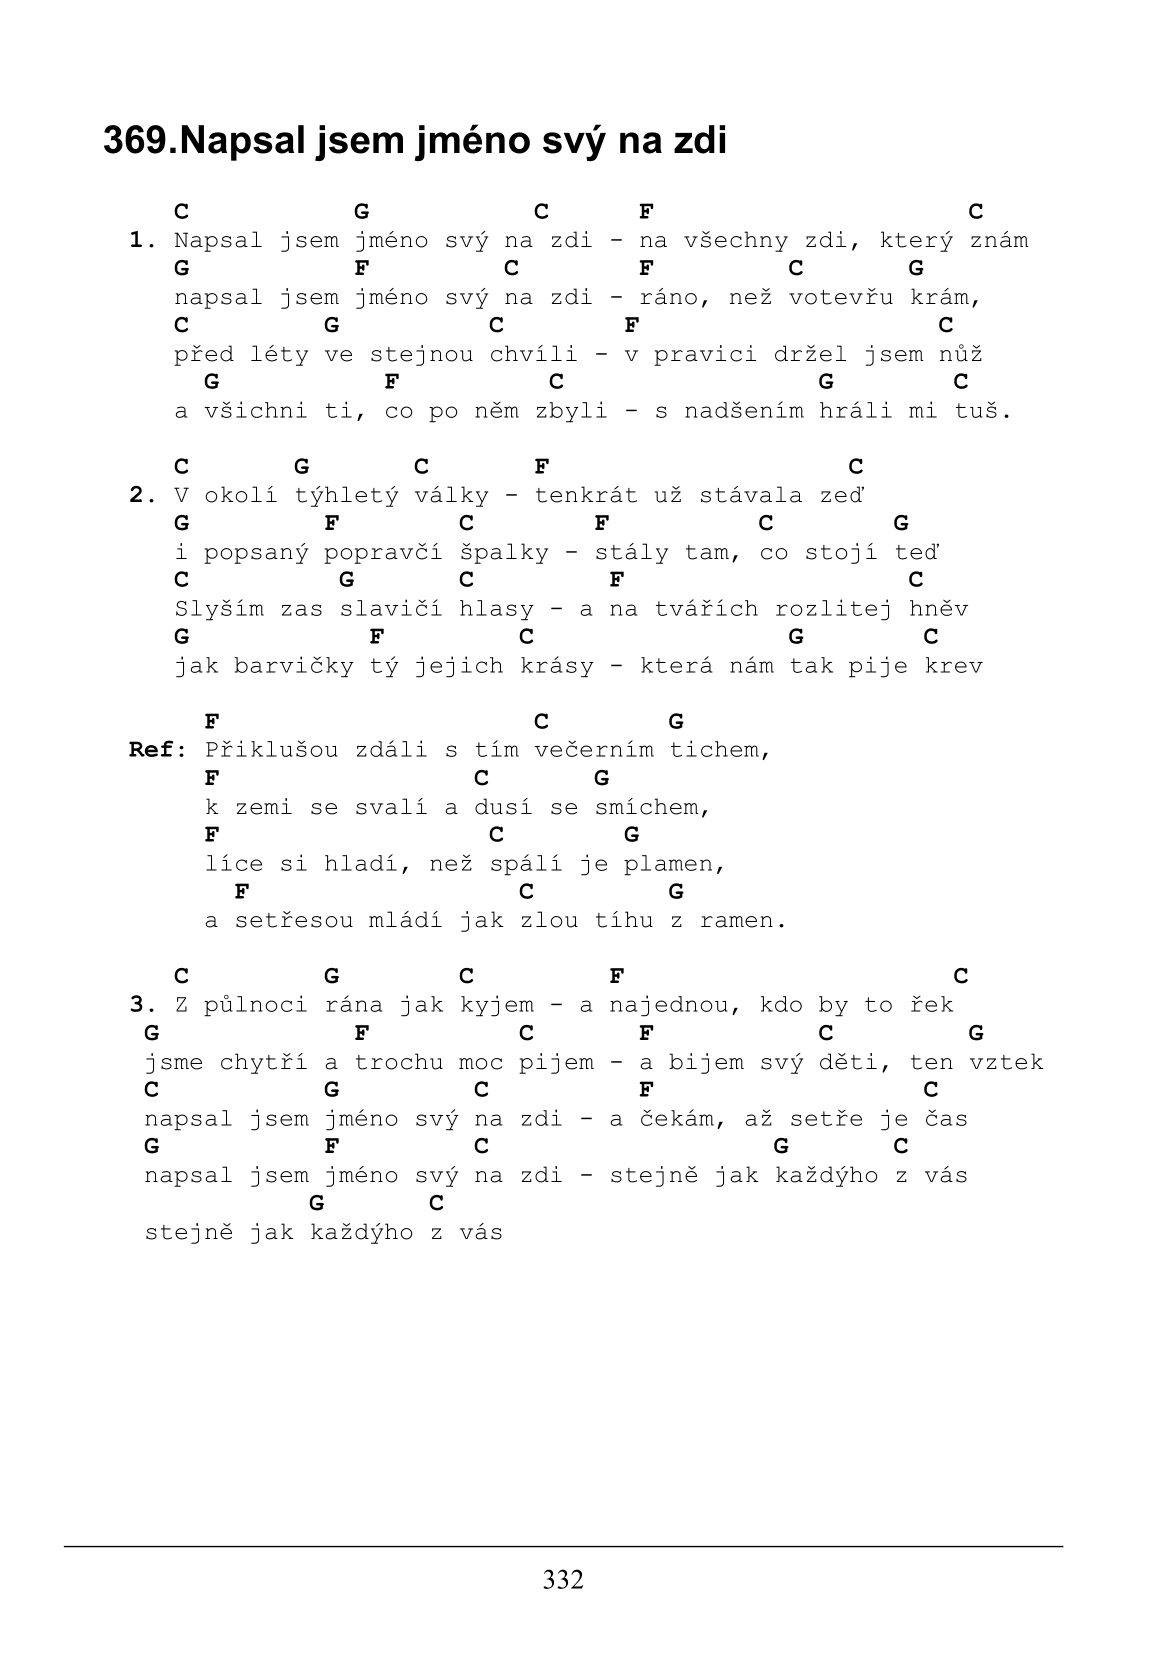 369.Napsal jsem jméno svý na zdi
C G C F C
1. Napsal jsem jméno svý na zdi - na všechny zdi, který znám
G F C F C G
napsal jsem jméno svý na zdi - ráno, než votevřu krám,
C G C F C
před léty ve stejnou chvíli - v pravici držel jsem nůž
G F C G C
a všichni ti, co po něm zbyli - s nadšením hráli mi tuš.
C G C F C
2. V okolí týhletý války - tenkrát už stávala zeď
G F C F C G
i popsaný popravčí špalky - stály tam, co stojí teď
C G C F C
Slyším zas slavičí hlasy - a na tvářích rozlitej hněv
G F C G C
jak barvičky tý jejich krásy - která nám tak pije krev
F C G
Ref: Přiklušou zdáli s tím večerním tichem,
F C G
k zemi se svalí a dusí se smíchem,
F C G
líce si hladí, než spálí je plamen,
F C G
a setřesou mládí jak zlou tíhu z ramen.
C G C F C
3. Z půlnoci rána jak kyjem - a najednou, kdo by to řek
G F C F C G
jsme chytří a trochu moc pijem - a bijem svý děti, ten vztek
C G C F C
napsal jsem jméno svý na zdi - a čekám, až setře je čas
G F C G C
napsal jsem jméno svý na zdi - stejně jak každýho z vás
G C
stejně jak každýho z vás
332